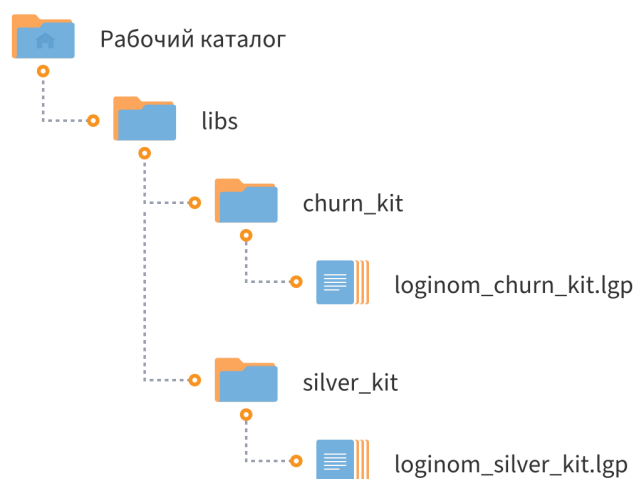 Рабочий каталог
libs
churn_kit
loginom_churn_kit.lgp
silver_kit
loginom_silver_kit.lgp